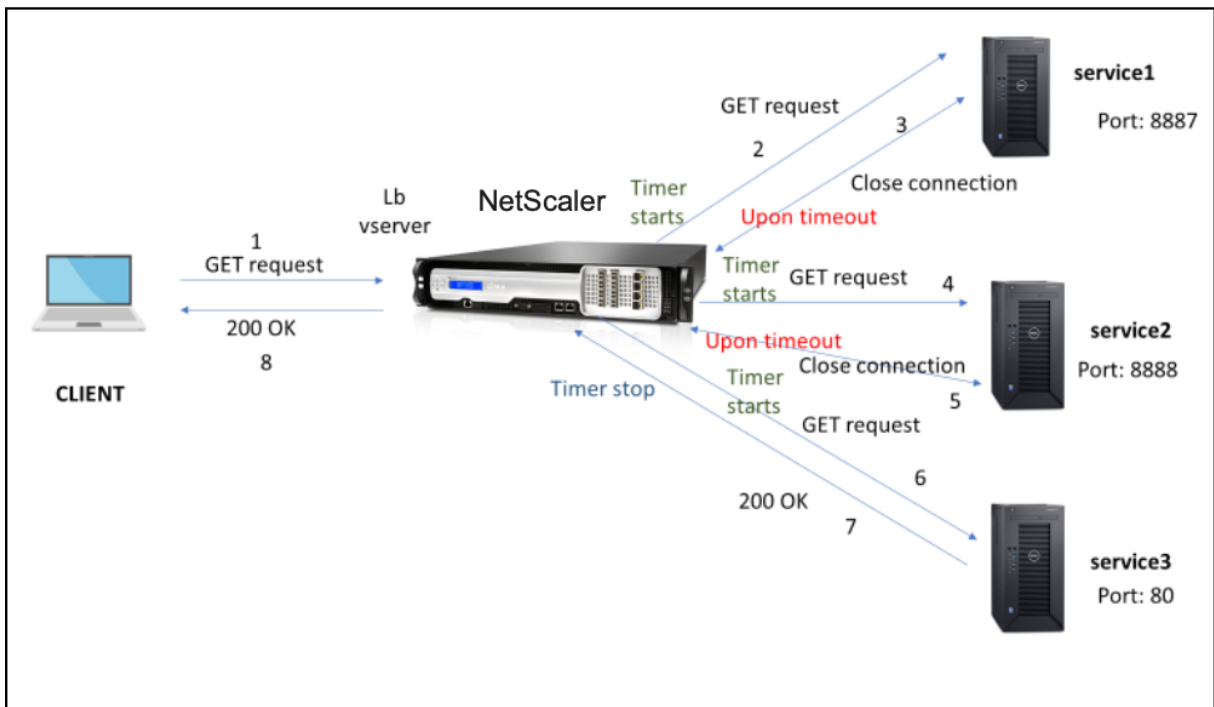 service1
Port: 8887
GET request
2
3
Close connection
Timer
starts
Upon timeout
Lb
vserver
NetScaler
1
GET request
200 OK
8
CLIENT
Timer
starts
GET request
4
service2
Port: 8888
Upon timeout
Close connection
5
Timer stop
Timer
starts
GET request
6
200 OK
7
service3
Port: 80